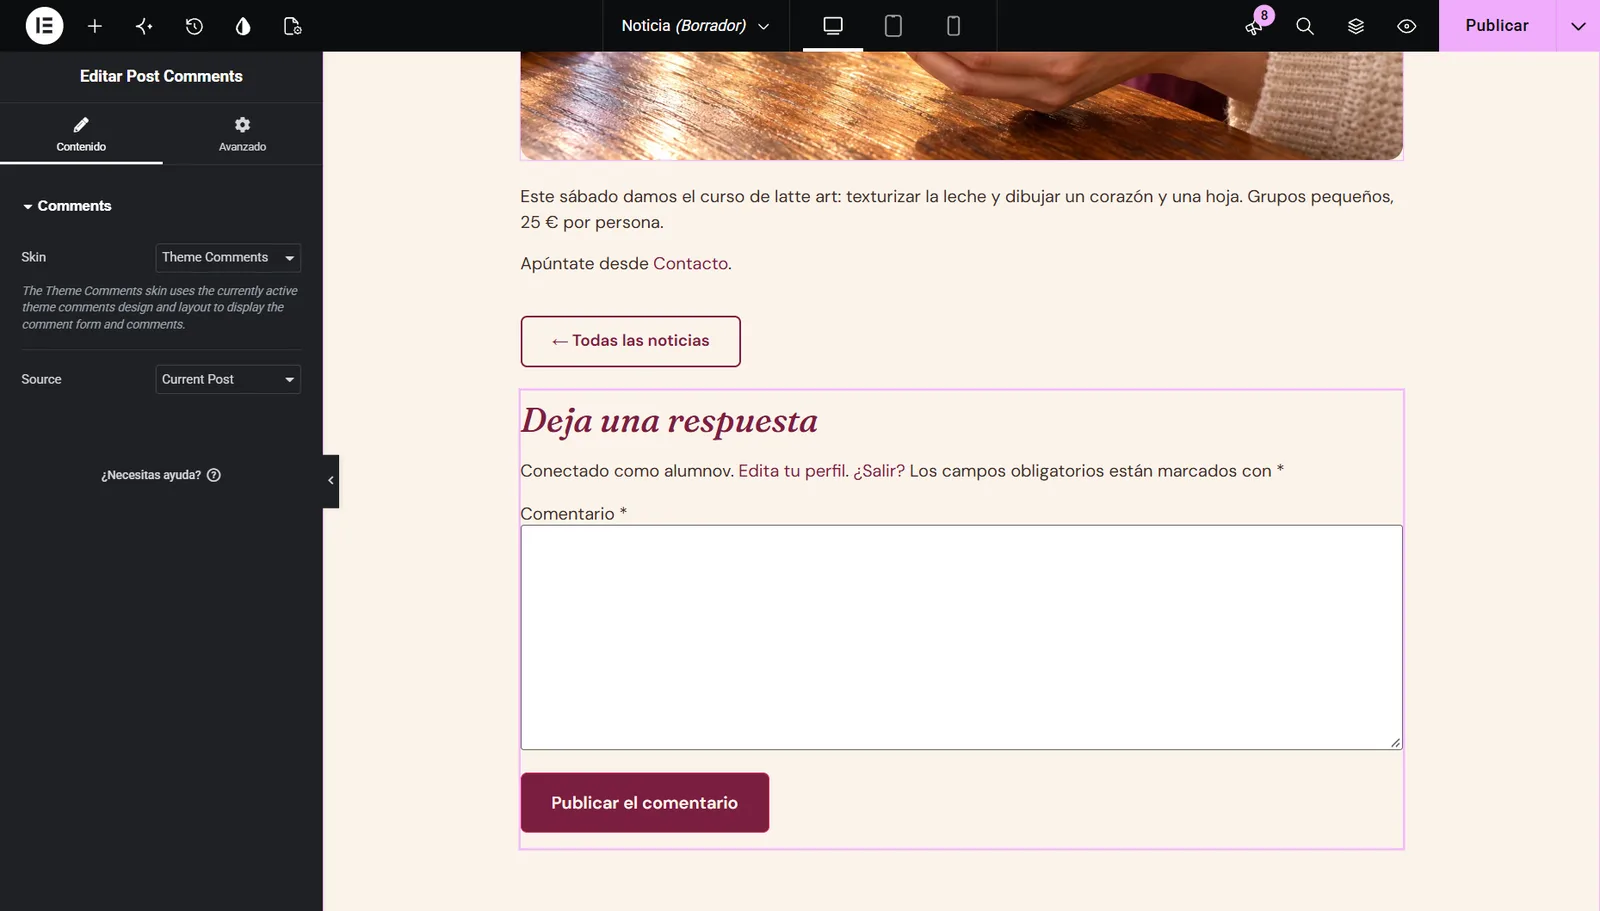 Noticia (Borrador)
8
Publicar
Editar Post Comments
Contenido
Avanzado
Comments
Skin
Theme Comments
The Theme Comments skin uses the currently active
theme comments design and layout to display the
comment form and comments.
Source
Current Post
¿Necesitas ayuda?
Este sábado damos el curso de latte art: texturizar la leche y dibujar un corazón y una hoja. Grupos pequeños,
25 € por persona.
Apúntate desde Contacto.
← Todas las noticias
Deja una respuesta
Conectado como alumnov. Edita tu perfil. ¿Salir? Los campos obligatorios están marcados con *
Comentario *
Publicar el comentario